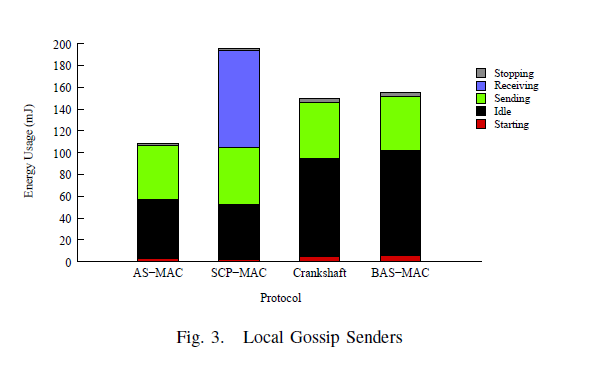 200
180
160
140
120
100
80
60
40
20
0
Energy Usage (mJ)
Stopping
Receiving
Sending
Idle
Starting
AS−MAC SCP−MAC Crankshaft BAS−MAC
Protocol
Fig. 3. Local Gossip Senders